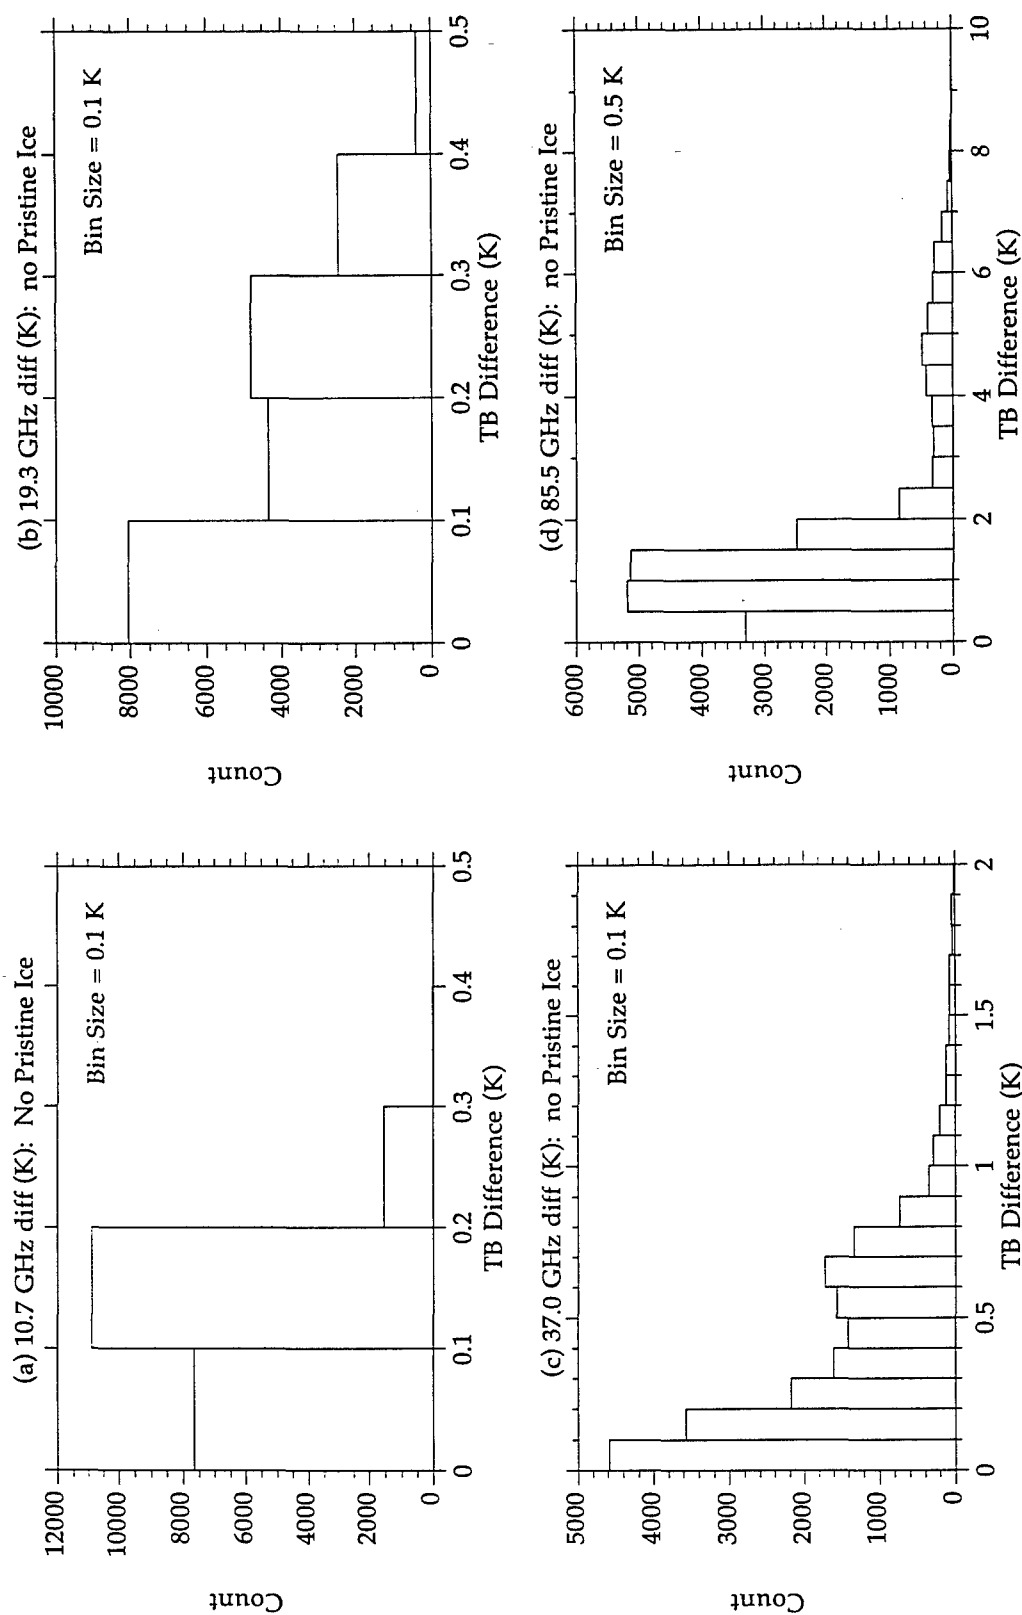 (a) 10.7 GHz diff (K): No Pristine Ice
Bin Size = 0.1 K
12000
10000
8000
6000
4000
2000
0
Count
0 0.1 0.2 0.3 0.4 0.5
TB Difference (K)
(b) 19.3 GHz diff (K): no Pristine Ice
Bin Size = 0.1 K
10000
8000
6000
4000
2000
0
Count
0 0.1 0.2 0.3 0.4 0.5
TB Difference (K)
(c) 37.0 GHz diff (K): no Pristine Ice
Bin Size = 0.1 K
5000
4000
3000
2000
1000
0
Count
0 0.5 1 1.5 2
TB Difference (K)
(d) 85.5 GHz diff (K): no Pristine Ice
Bin Size = 0.5 K
6000
5000
4000
3000
2000
1000
0
Count
0 2 4 6 8 10
TB Difference (K)